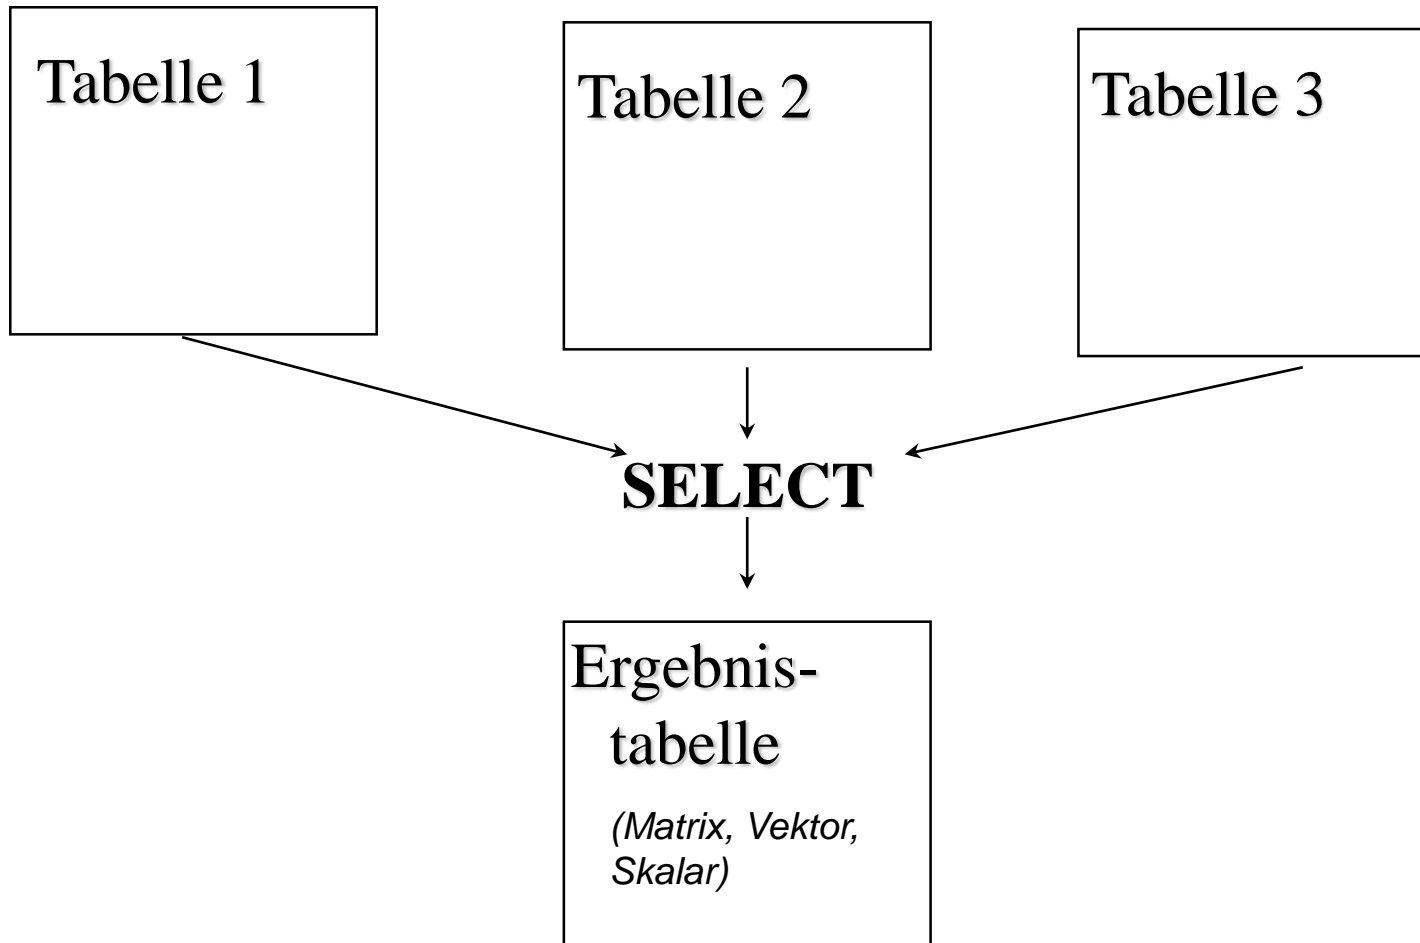 Tabelle 1
Tabelle 2
Tabelle 3
SELECT
Ergebnis-
tabelle
(Matrix, Vektor,
Skalar)